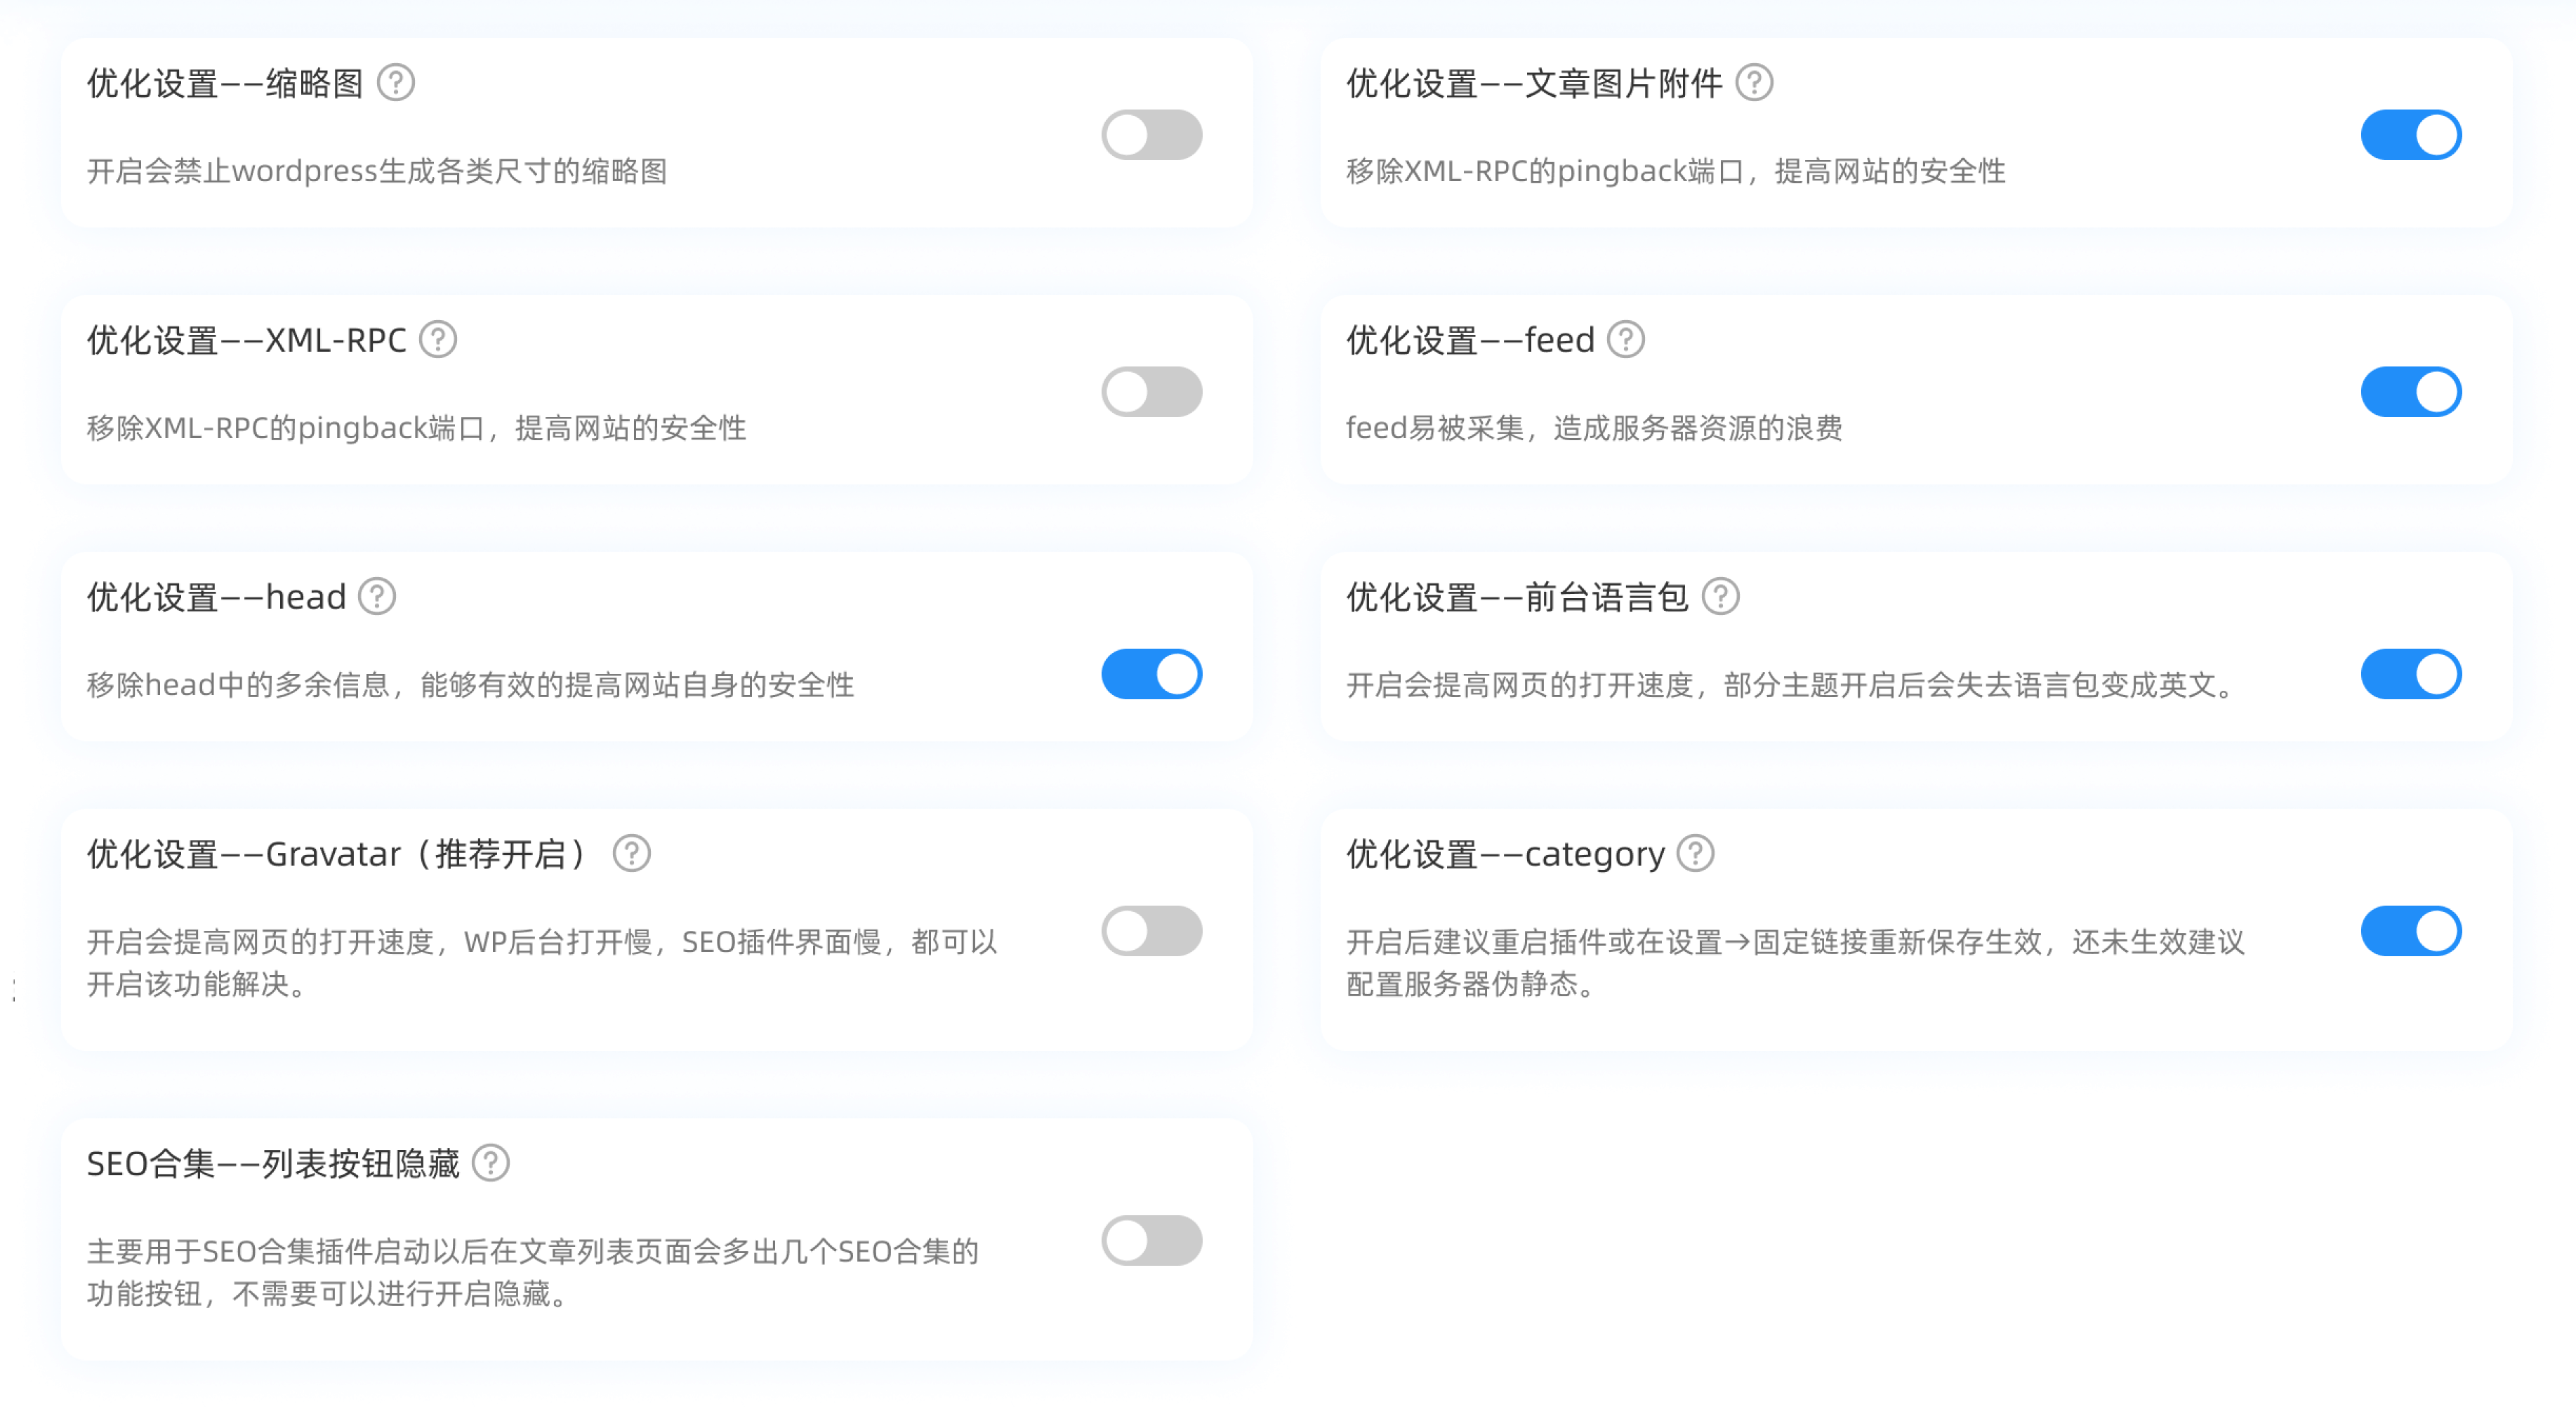 优化设置——缩略图
开启会禁止wordpress生成各类尺寸的缩略图
优化设置——文章图片附件
移除XML-RPC的pingback端口，提高网站的安全性
优化设置——XML-RPC
移除XML-RPC的pingback端口，提高网站的安全性
优化设置——feed
feed易被采集，造成服务器资源的浪费
优化设置——head
移除head中的多余信息，能够有效的提高网站自身的安全性
优化设置——前台语言包
开启会提高网页的打开速度，部分主题开启后会失去语言包变成英文。
优化设置——Gravatar（推荐开启）
开启会提高网页的打开速度，WP后台打开慢，SEO插件界面慢，都可以
开启该功能解决。
优化设置——category
开启后建议重启插件或在设置→固定链接重新保存生效，还未生效建议
配置服务器伪静态。
SEO合集——列表按钮隐藏
主要用于SEO合集插件启动以后在文章列表页面会多出几个SEO合集的
功能按钮，不需要可以进行开启隐藏。